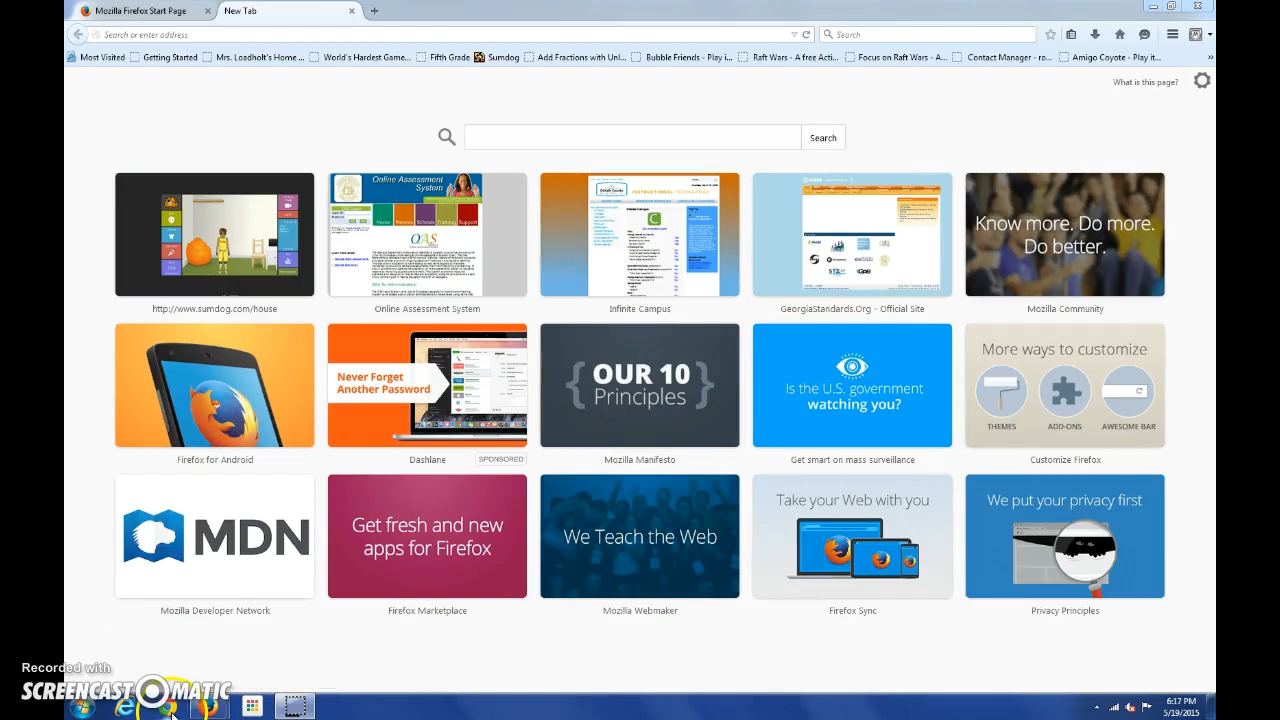 Mozilla Firefox Start Page
New Tab
Search or enter address
Search
Most Visited Getting Started Mrs. Loadholt's Home ... World's Hardest Game... Fifth Grade Sumdog Add Fractions with Unl... Bubble Friends - Play i... Raft Wars - A free Acti... Focus on Raft Wars - A... Contact Manager - ro... Amigo Coyote - Play it...
What is this page?
Search
Online Assessment
System
Home Parents Schools Training Support
OAS
INSTRUCTIONAL TECHNOLOGY
Know more. Do more.
Do better.
http://www.sumdog.com/house
Online Assessment System
Infinite Campus
GeorgiaStandards.Org - Official Site
Mozilla Community
Never Forget
Another Password
{ OUR 10
Principles }
Is the U.S. government
watching you?
More ways to customize
THEMES ADD-ONS AWESOME BAR
Firefox for Android
Dashlane
SPONSORED
Mozilla Manifesto
Get smart on mass surveillance
Customize Firefox
MDN
Get fresh and new
apps for Firefox
We Teach the Web
Take your Web with you
We put your privacy first
Mozilla Developer Network
Firefox Marketplace
Mozilla Webmaker
Firefox Sync
Privacy Principles
Recorded with
SCREENCAST-O-MATIC
6:17 PM
5/19/2015